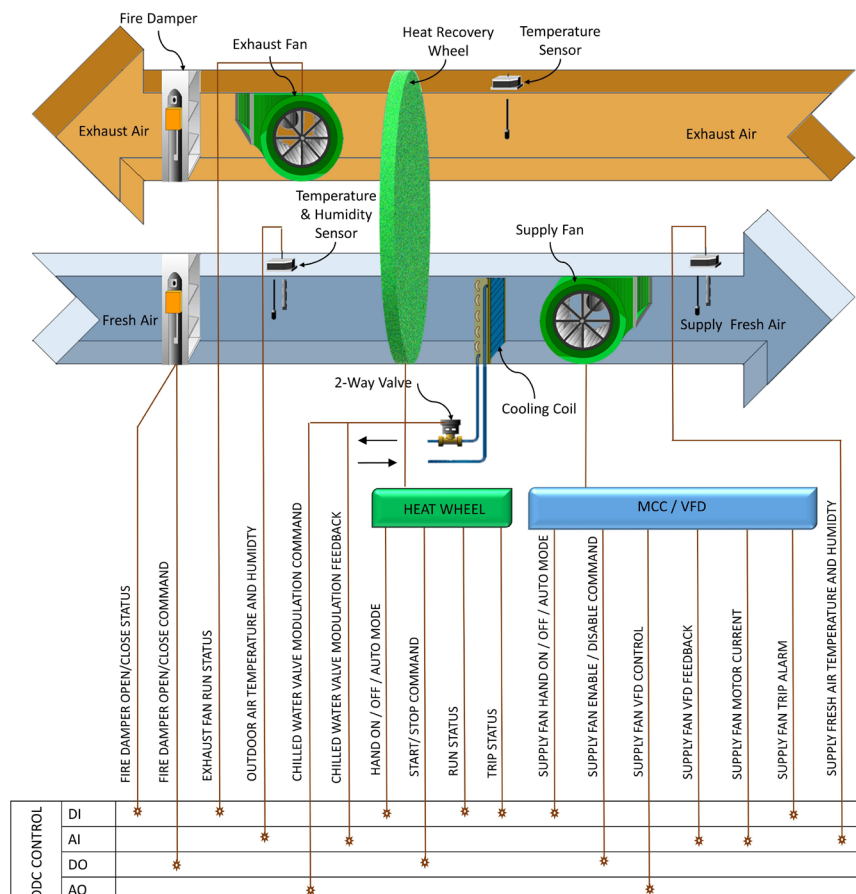 Fire Damper
Exhaust Fan
Heat Recovery
Wheel
Temperature
Sensor
Exhaust Air
Exhaust Air
Temperature
& Humidity
Sensor
Supply Fan
Fresh Air
Supply Fresh Air
2-Way Valve
Cooling Coil
HEAT WHEEL
MCC / VFD
FIRE DAMPER OPEN/CLOSE STATUS
FIRE DAMPER OPEN/CLOSE COMMAND
EXHAUST FAN RUN STATUS
OUTDOOR AIR TEMPERATURE AND HUMIDTY
CHILLED WATER VALVE MODULATION COMMAND
CHILLED WATER VALVE MODULATION FEEDBACK
HAND ON / OFF / AUTO MODE
START/ STOP COMMAND
RUN STATUS
TRIP STATUS
SUPPLY FAN HAND ON / OFF / AUTO MODE
SUPPLY FAN ENABLE / DISABLE COMMAND
SUPPLY FAN VFD CONTROL
SUPPLY FAN VFD FEEDBACK
SUPPLY FAN MOTOR CURRENT
SUPPLY FAN TRIP ALARM
SUPPLY FRESH AIR TEMPERATURE AND HUMIDTY
DDC CONTROL
DI
AI
DO
AO